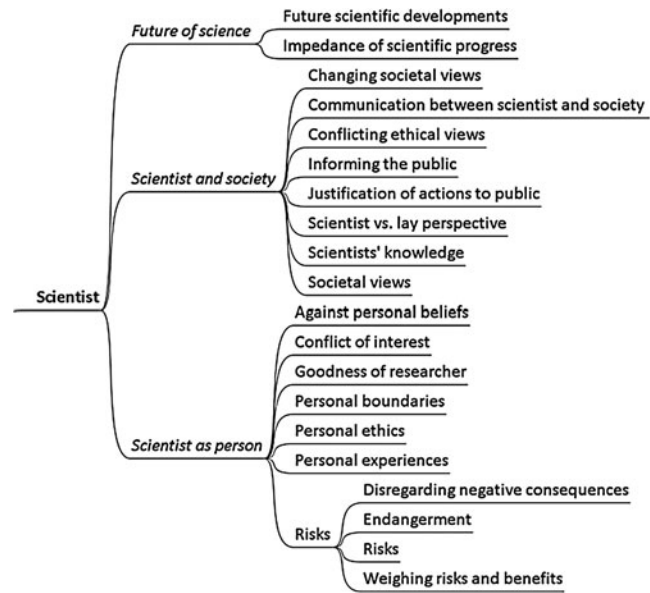 Future of science
Future scientific developments
Impedance of scientific progress
Changing societal views
Communication between scientist and society
Conflicting ethical views
Informing the public
Scientist and society
Justification of actions to public
Scientist vs. lay perspective
Scientists' knowledge
Societal views
Scientist
Against personal beliefs
Conflict of interest
Goodness of researcher
Personal boundaries
Scientist as person
Personal ethics
Personal experiences
Risks
Disregarding negative consequences
Endangerment
Risks
Weighing risks and benefits